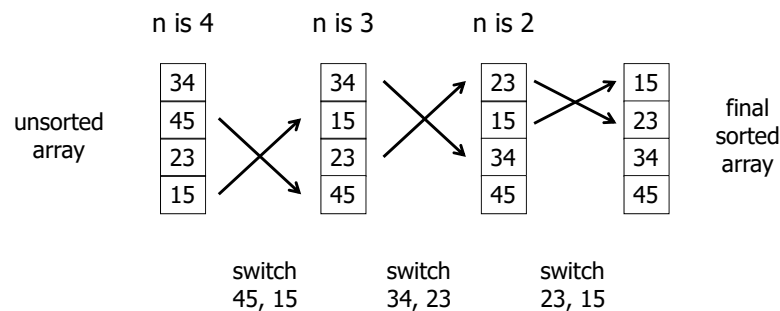 n is 4
n is 3
n is 2
unsorted
array
34
45
23
15
34
15
23
45
23
15
34
45
15
23
34
45
final
sorted
array
switch
45, 15
switch
34, 23
switch
23, 15